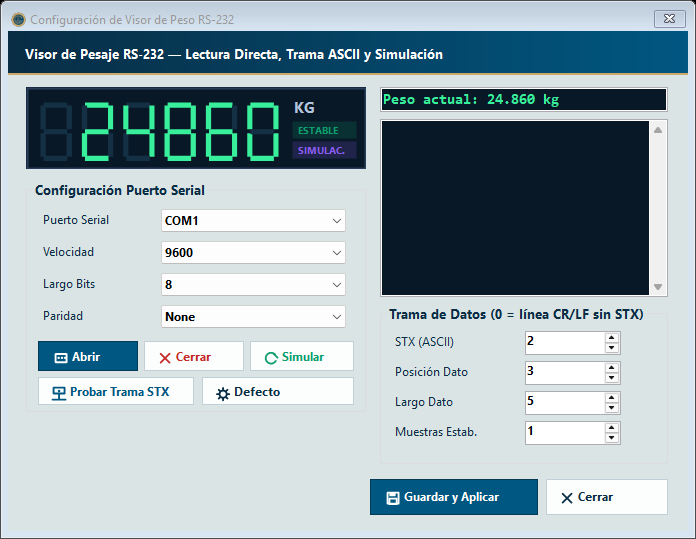 Configuración de Visor de Peso RS-232
Visor de Pesaje RS-232 — Lectura Directa, Trama ASCII y Simulación
24860
KG
ESTABLE
SIMULAC.
Peso actual: 24.860 kg
Configuración Puerto Serial
Puerto Serial COM1
Velocidad 9600
Largo Bits 8
Paridad None
Abrir Cerrar Simular
Probar Trama STX Defecto
Trama de Datos (0 = línea CR/LF sin STX)
STX (ASCII) 2
Posición Dato 3
Largo Dato 5
Muestras Estab. 1
Guardar y Aplicar Cerrar